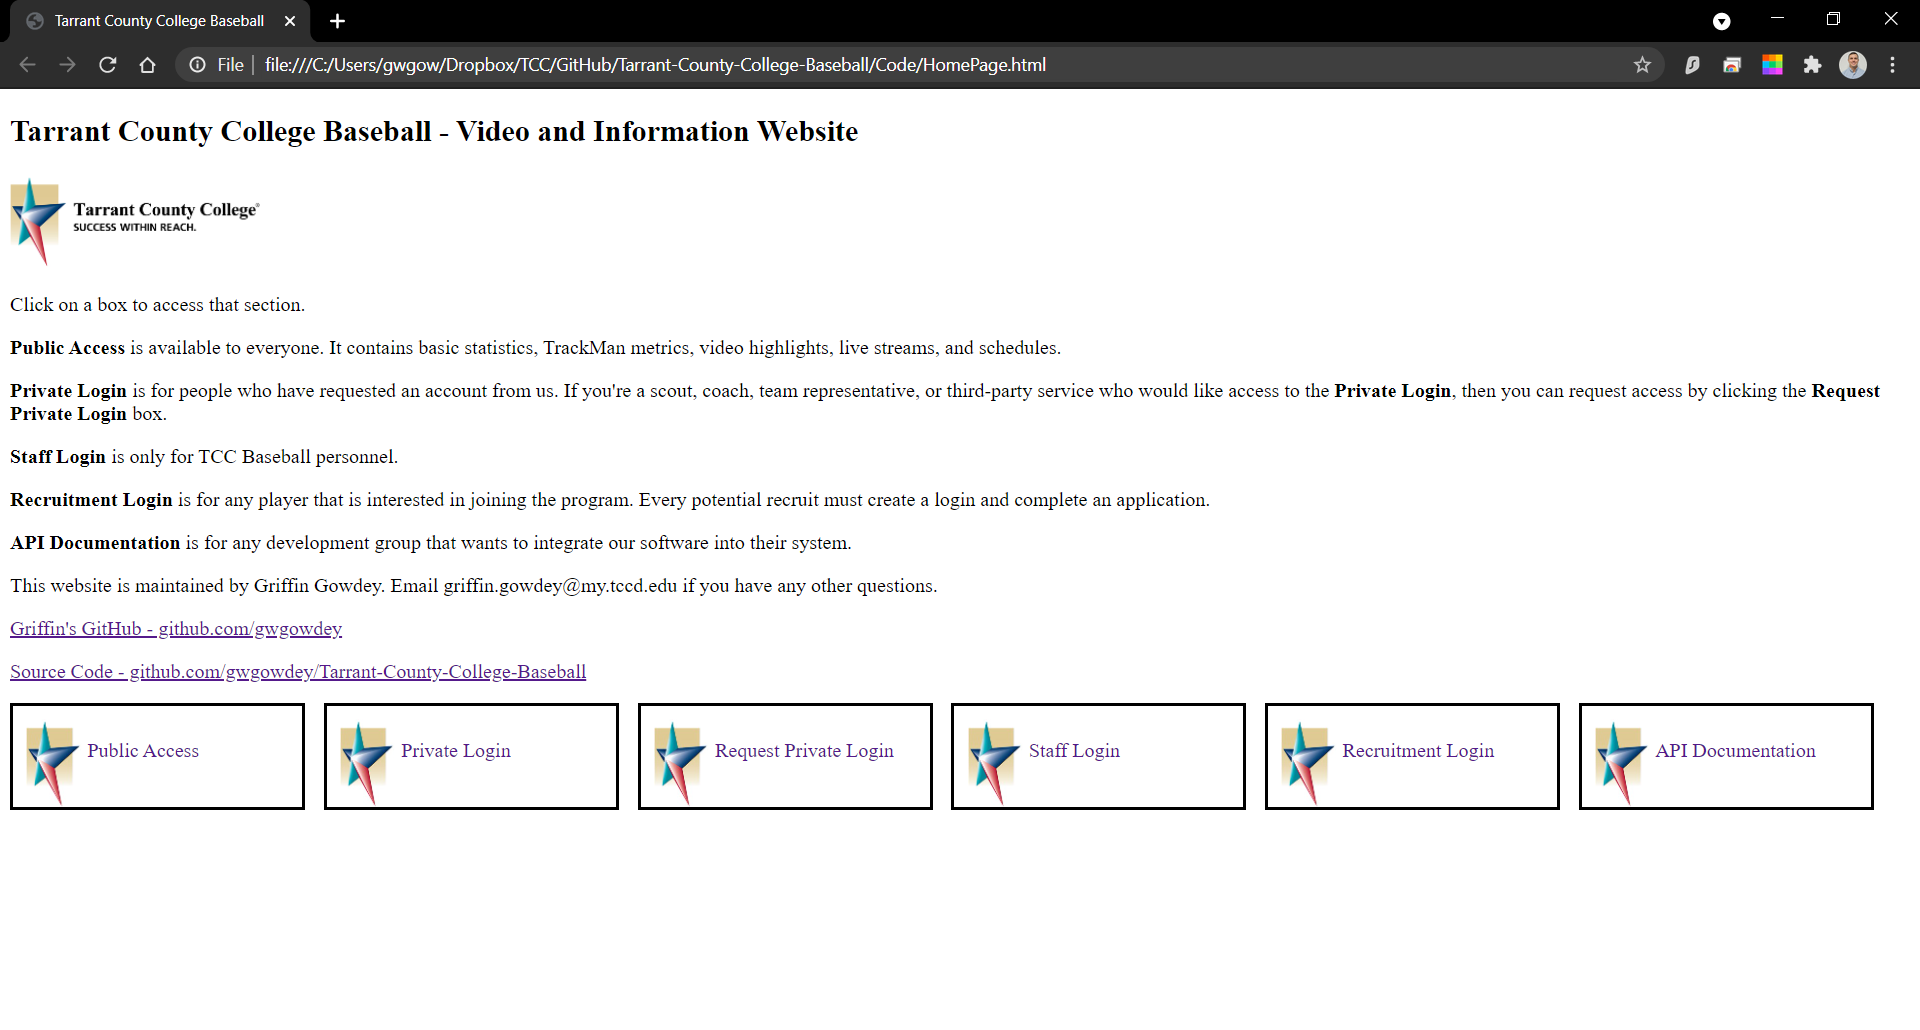 Tarrant County College Baseball
File
file:///C:/Users/gwgow/Dropbox/TCC/GitHub/Tarrant-County-College-Baseball/Code/HomePage.html
Tarrant County College Baseball - Video and Information Website
Tarrant County College®
SUCCESS WITHIN REACH.
Click on a box to access that section.
Public Access is available to everyone. It contains basic statistics, TrackMan metrics, video highlights, live streams, and schedules.
Private Login is for people who have requested an account from us. If you're a scout, coach, team representative, or third-party service who would like access to the Private Login, then you can request access by clicking the Request
Private Login box.
Staff Login is only for TCC Baseball personnel.
Recruitment Login is for any player that is interested in joining the program. Every potential recruit must create a login and complete an application.
API Documentation is for any development group that wants to integrate our software into their system.
This website is maintained by Griffin Gowdey. Email griffin.gowdey@my.tccd.edu if you have any other questions.
Griffin's GitHub - github.com/gwgowdey
Source Code - github.com/gwgowdey/Tarrant-County-College-Baseball
Public Access
Private Login
Request Private Login
Staff Login
Recruitment Login
API Documentation